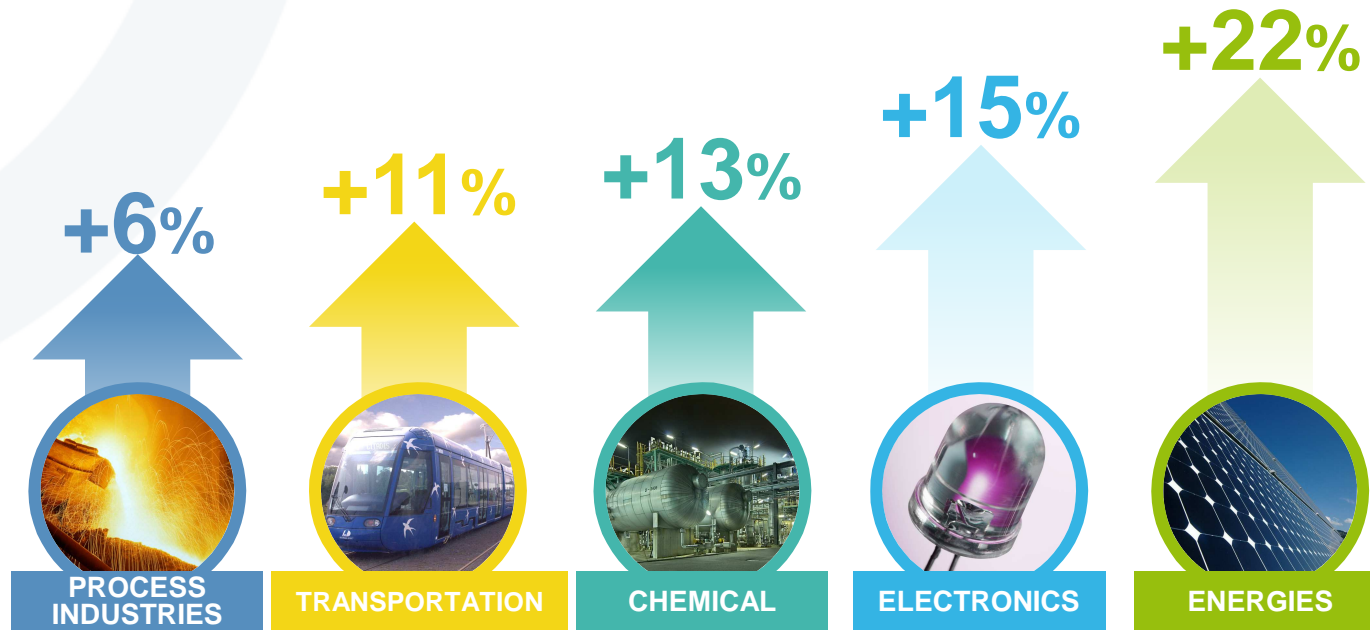 +6%
+11%
+13%
+15%
+22%
PROCESS
INDUSTRIES
TRANSPORTATION
CHEMICAL
ELECTRONICS
ENERGIES